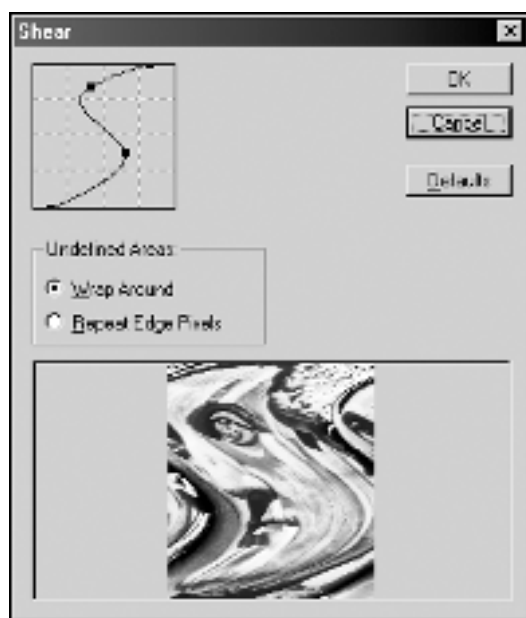 Shear
OK
Cancel
Defaults
Undefined Areas:
Wrap Around
Repeat Edge Pixels